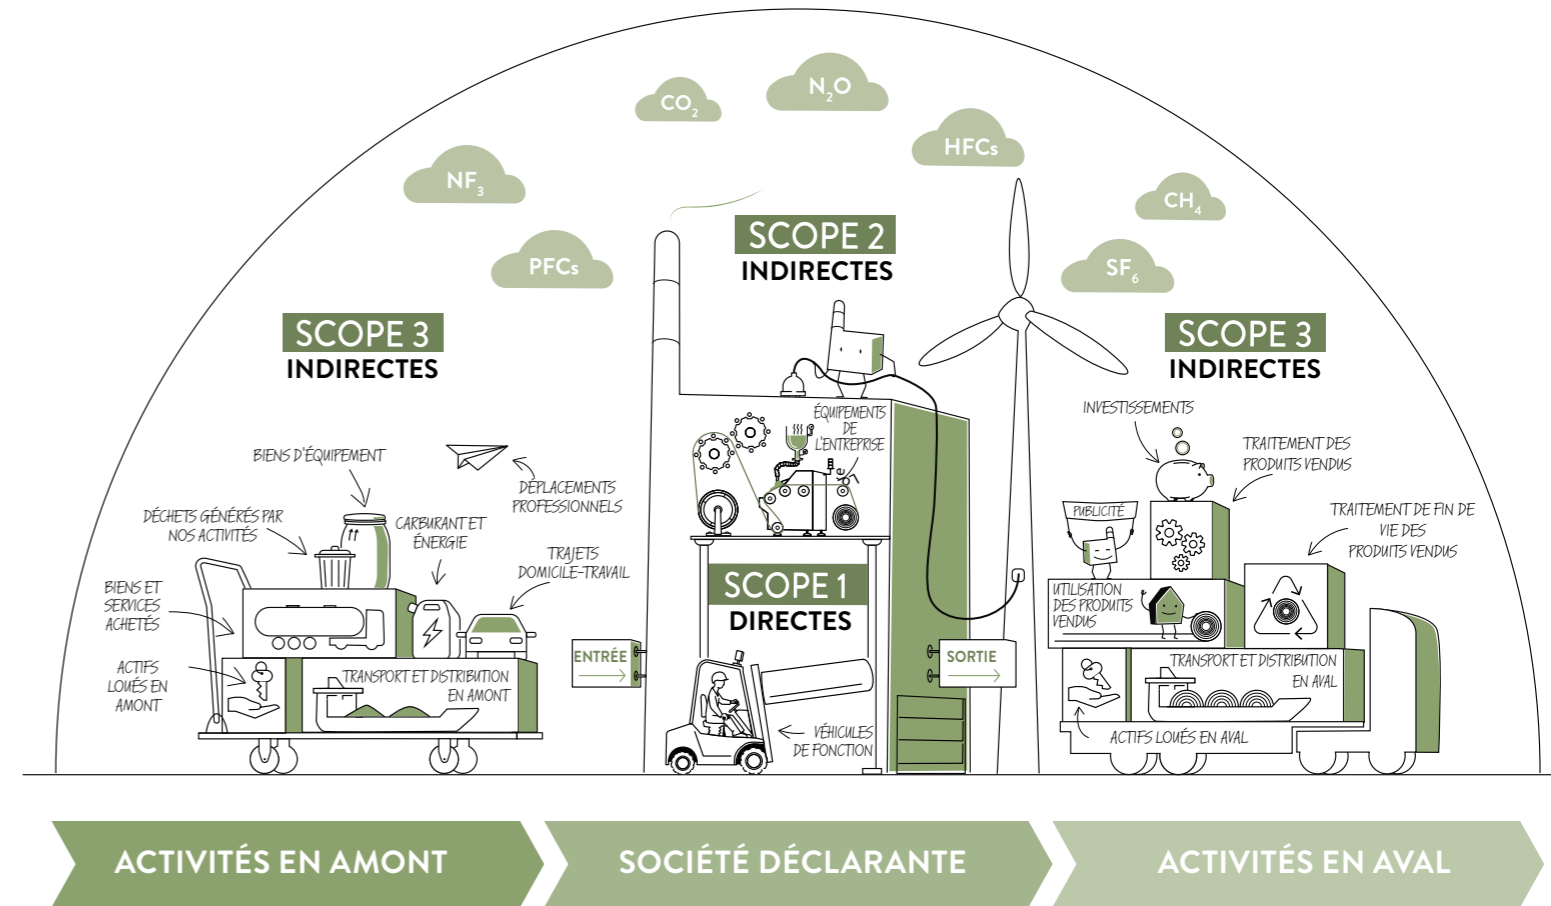 CO2
N2O
HFCs
NF3
CH4
PFCs
SF6
SCOPE 3
INDIRECTES
BIENS D'ÉQUIPEMENT
DÉPLACEMENTS
PROFESSIONNELS
DÉCHETS GÉNÉRÉS PAR
NOS ACTIVITÉS
CARBURANT ET
ÉNERGIE
TRAJETS
DOMICILE-TRAVAIL
BIENS ET
SERVICES
ACHETÉS
ACTIFS
LOUÉS EN
AMONT
TRANSPORT ET DISTRIBUTION
EN AMONT
SCOPE 2
INDIRECTES
ÉQUIPEMENTS
DE
L'ENTREPRISE
SCOPE 1
DIRECTES
ENTRÉE
SORTIE
VÉHICULES
DE FONCTION
SCOPE 3
INDIRECTES
INVESTISSEMENTS
TRAITEMENT DES
PRODUITS VENDUS
PUBLICITÉ
TRAITEMENT DE FIN DE
VIE DES
PRODUITS VENDUS
UTILISATION
DES PRODUITS
VENDUS
TRANSPORT ET DISTRIBUTION
EN AVAL
ACTIFS LOUÉS EN AVAL
ACTIVITÉS EN AMONT
SOCIÉTÉ DÉCLARANTE
ACTIVITÉS EN AVAL